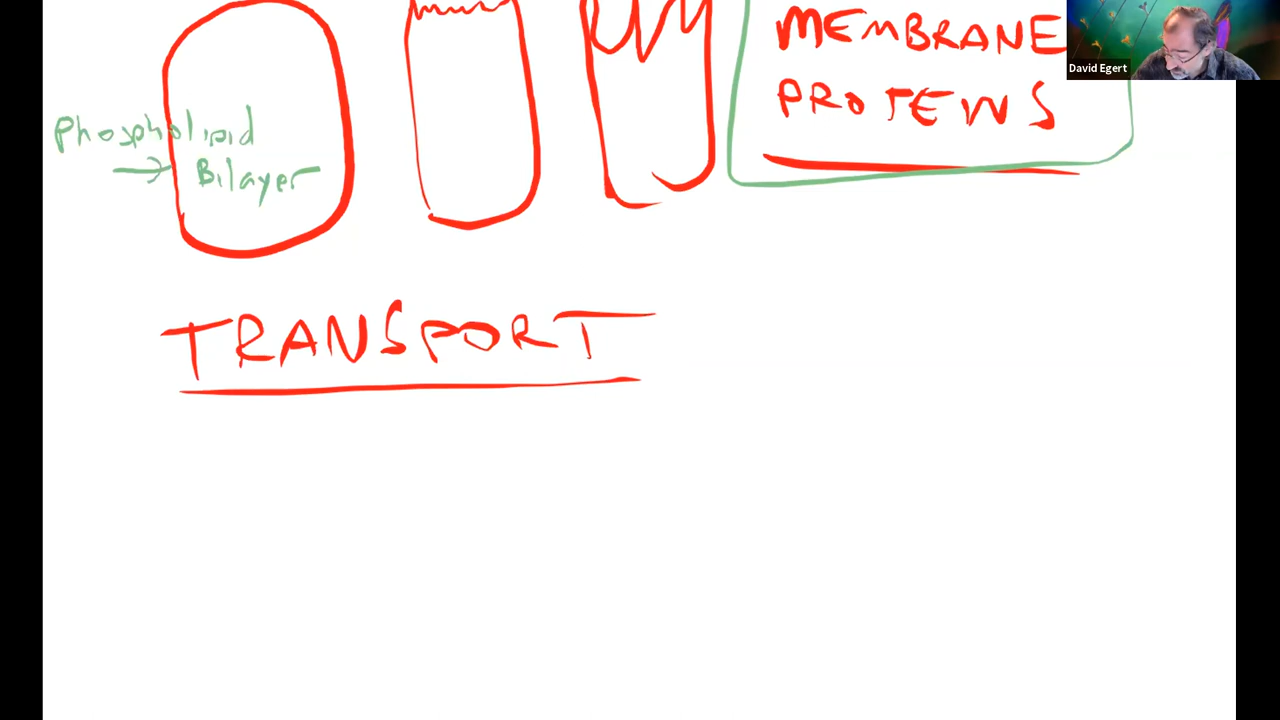 MEMBRANE
PROTEINS
David Egert
Phospholipid
Bilayer
TRANSPORT